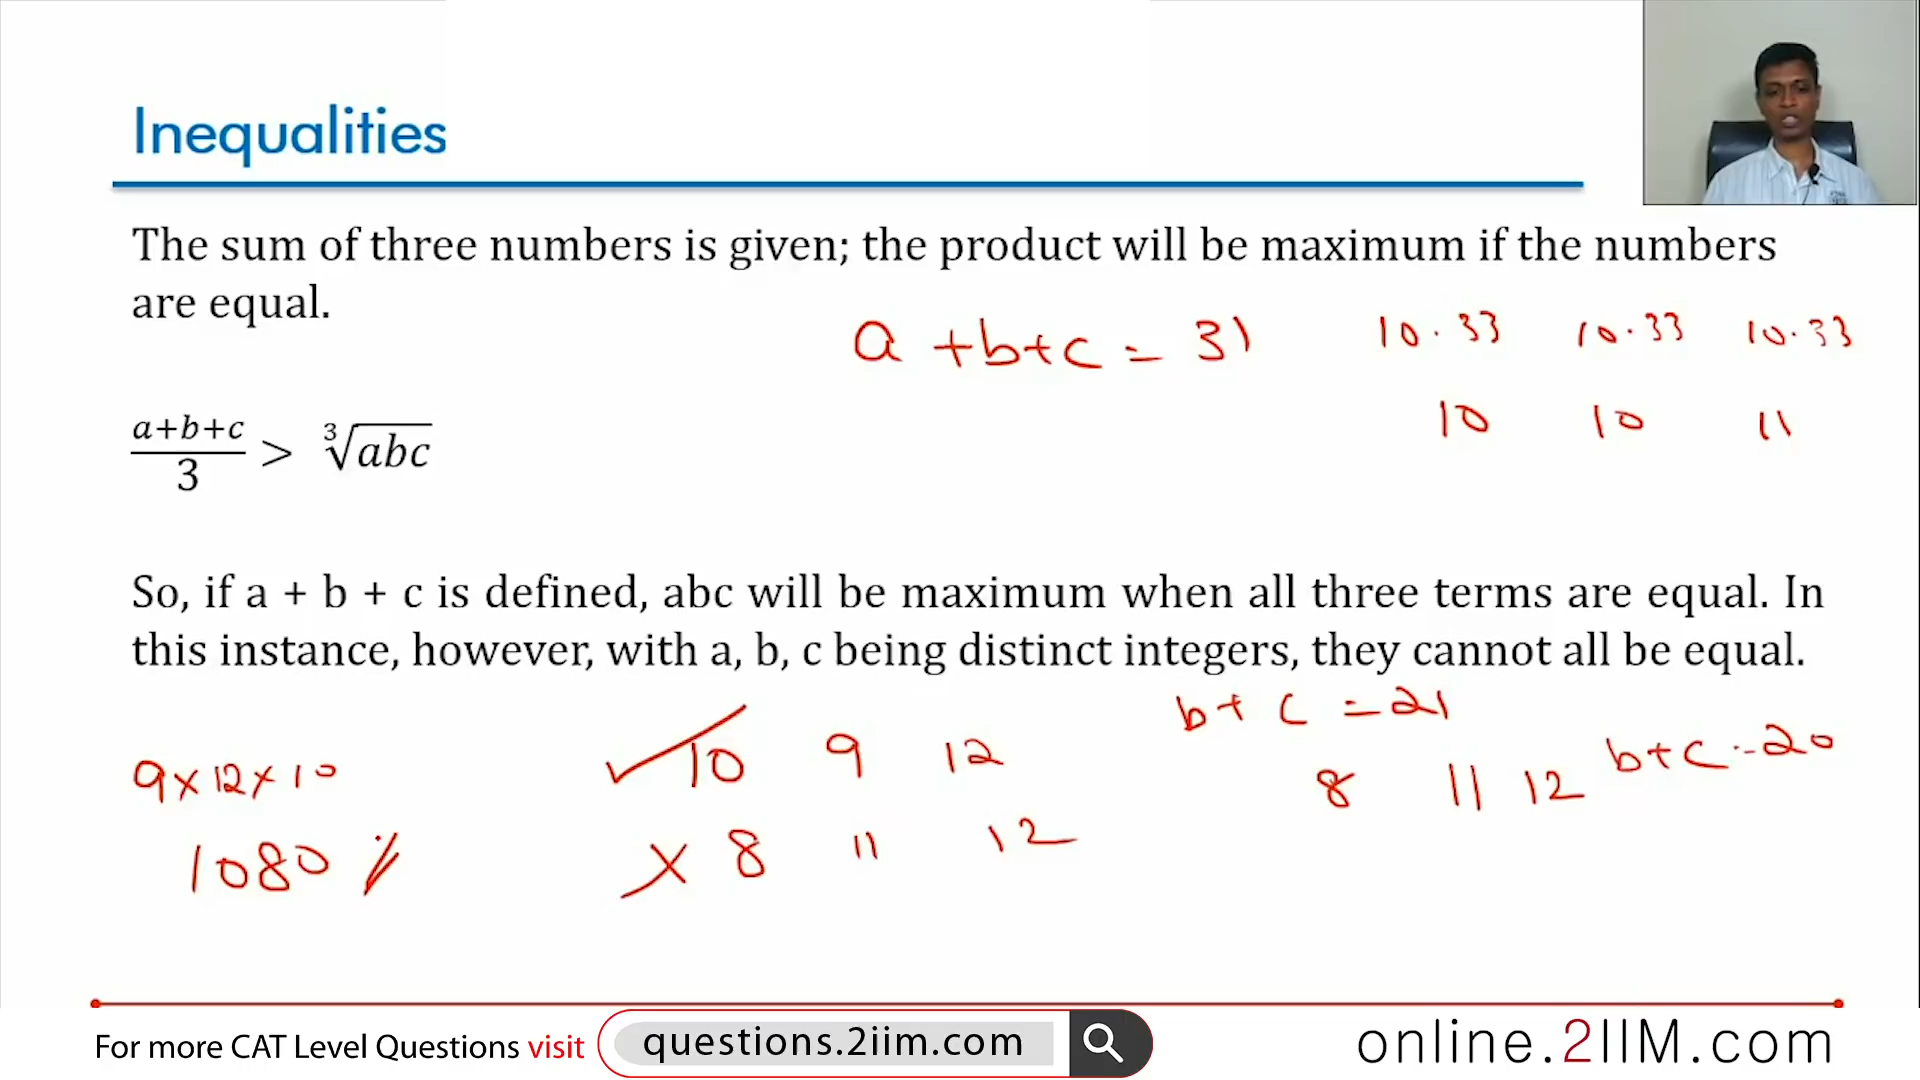 Inequalities
The sum of three numbers is given; the product will be maximum if the numbers
are equal.
a + b + c = 31
10.33 10.33 10.33
10 10 11
a+b+c
3
> ∛abc
So, if a + b + c is defined, abc will be maximum when all three terms are equal. In
this instance, however, with a, b, c being distinct integers, they cannot all be equal.
b + c = 21
10 9 12
b+c = 20
8 11 12
9 x 12 x 10
x 8 11 12
1080
For more CAT Level Questions visit questions.2iim.com
online.2IIM.com